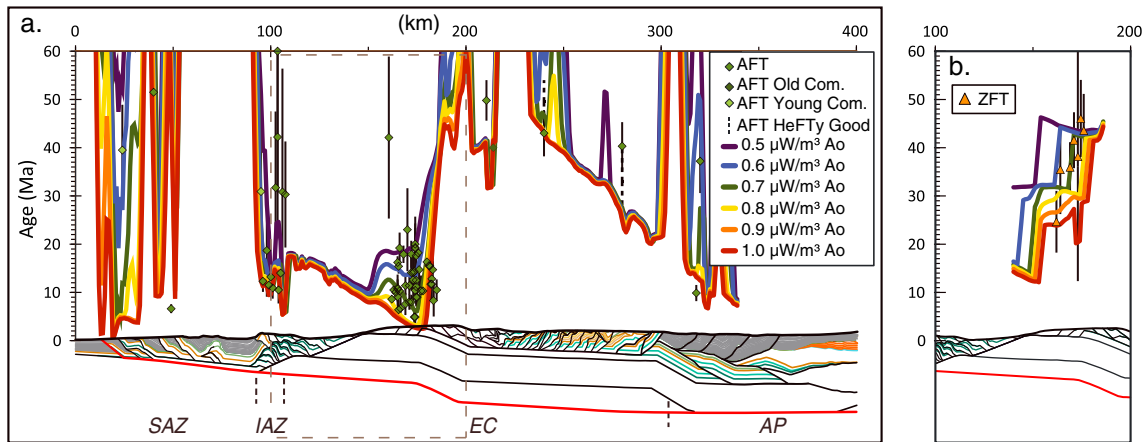 a.
(km)
0 100 200 300 400
60
50
40
30
20
10
0
Age (Ma)
AFT
AFT Old Com.
AFT Young Com.
AFT HeFTy Good
0.5 µW/m³ Ao
0.6 µW/m³ Ao
0.7 µW/m³ Ao
0.8 µW/m³ Ao
0.9 µW/m³ Ao
1.0 µW/m³ Ao
SAZ IAZ EC AP
100 200
b.
ZFT
60
50
40
30
20
10
0